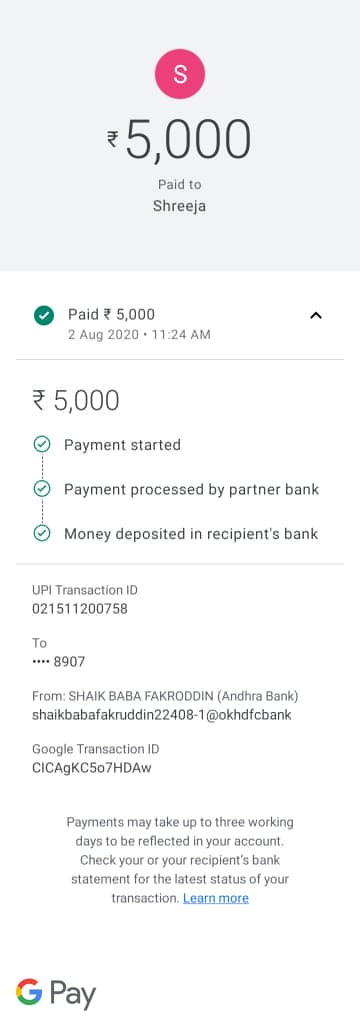 S
₹5,000
Paid to
Shreeja
Paid ₹ 5,000
2 Aug 2020 • 11:24 AM
₹ 5,000
Payment started
Payment processed by partner bank
Money deposited in recipient's bank
UPI Transaction ID
021511200758
To
•••• 8907
From: SHAIK BABA FAKRODDIN (Andhra Bank)
shaikbabafakruddin22408-1@okhdfcbank
Google Transaction ID
CICAgKC5o7HDAw
Payments may take up to three working
days to be reflected in your account.
Check your or your recipient's bank
statement for the latest status of your
transaction. Learn more
G Pay